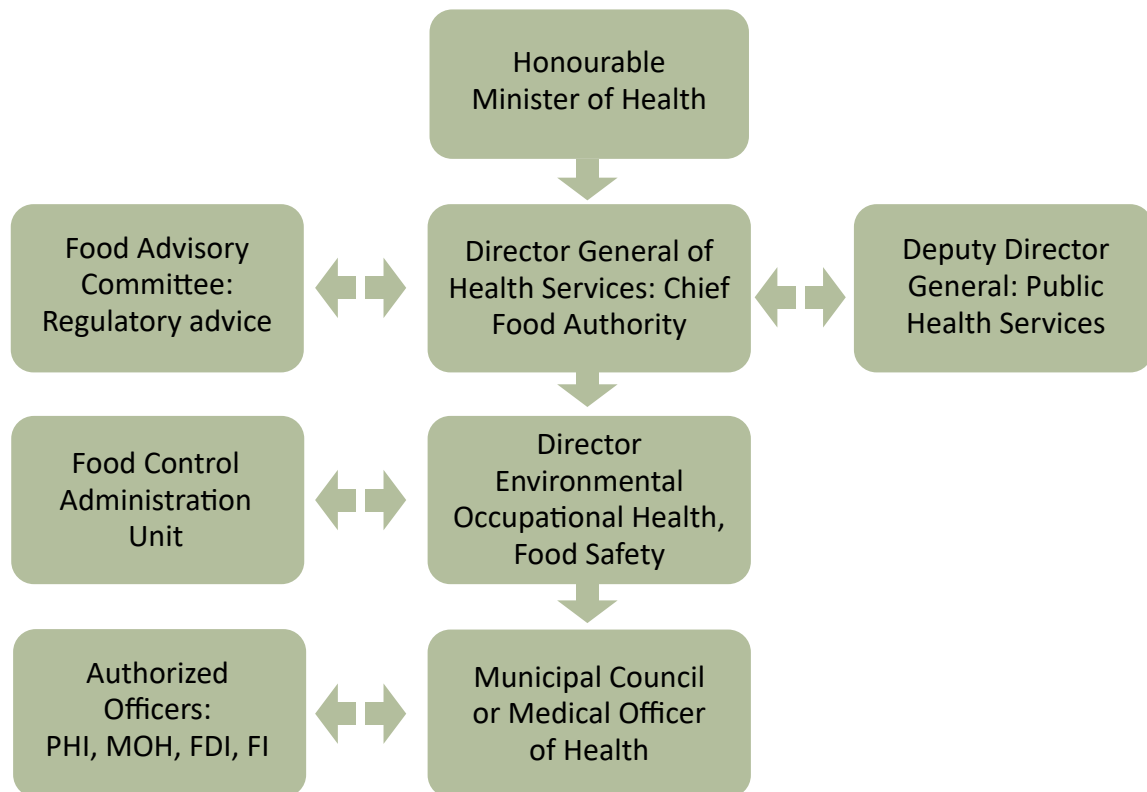 Honourable
Minister of Health
Food Advisory
Committee:
Regulatory advice
Director General of
Health Services: Chief
Food Authority
Deputy Director
General: Public
Health Services
Food Control
Administration
Unit
Director
Environmental
Occupational Health,
Food Safety
Authorized
Officers:
PHI, MOH, FDI, FI
Municipal Council
or Medical Officer
of Health